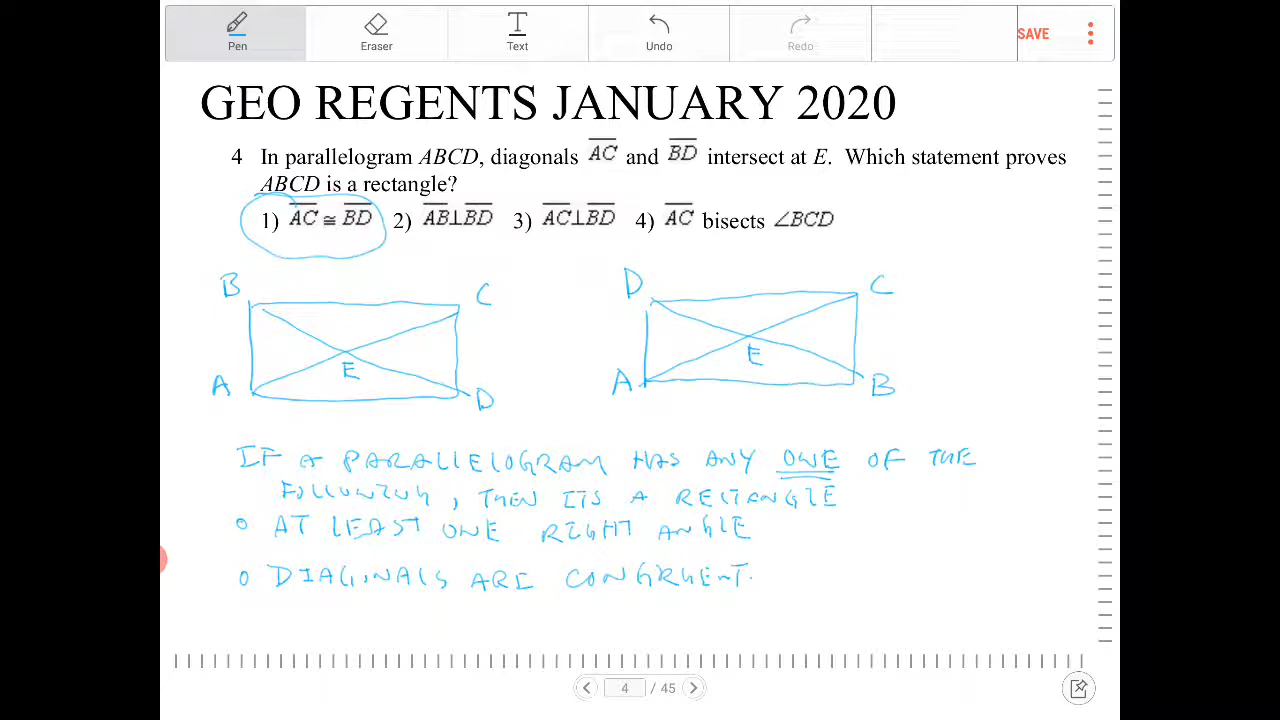 Pen Eraser Text Undo Redo SAVE
GEO REGENTS JANUARY 2020
4 In parallelogram ABCD, diagonals AC and BD intersect at E. Which statement proves
ABCD is a rectangle?
1) AC ≅ BD 2) AB⊥BD 3) AC⊥BD 4) AC bisects ∠BCD
B C D C
E E
A D A B
IF A PARALLELOGRAM HAS ANY ONE OF THE
FOLLOWING, THEN ITS A RECTANGLE
o AT LEAST ONE RIGHT ANGLE
o DIAGONALS ARE CONGRUENT.
4 / 45